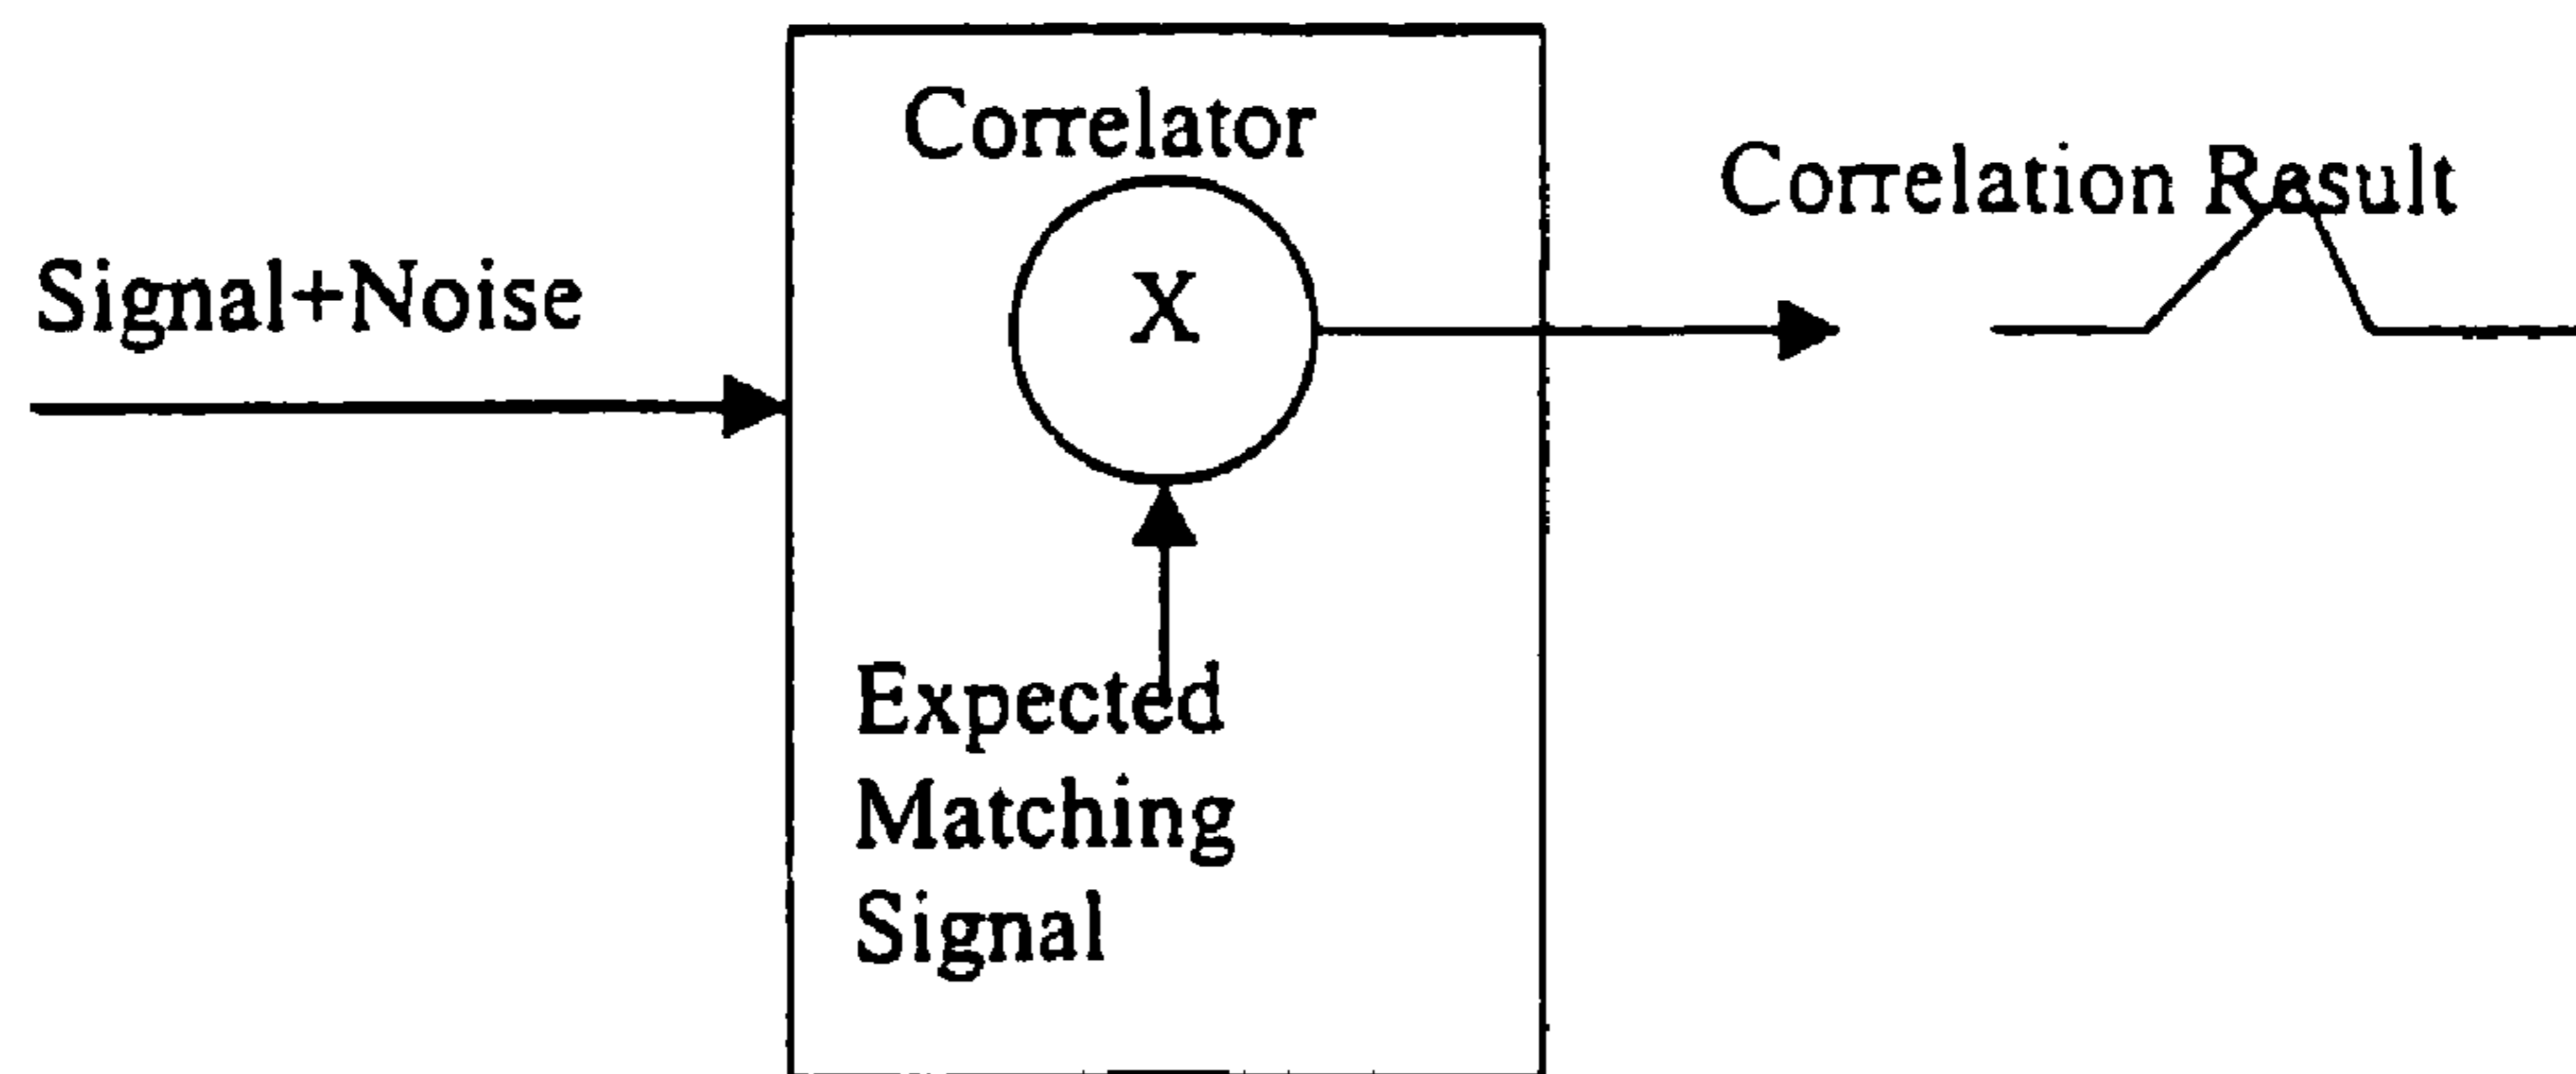 Correlator
Correlation Result
Signal+Noise
X
Expected
Matching
Signal